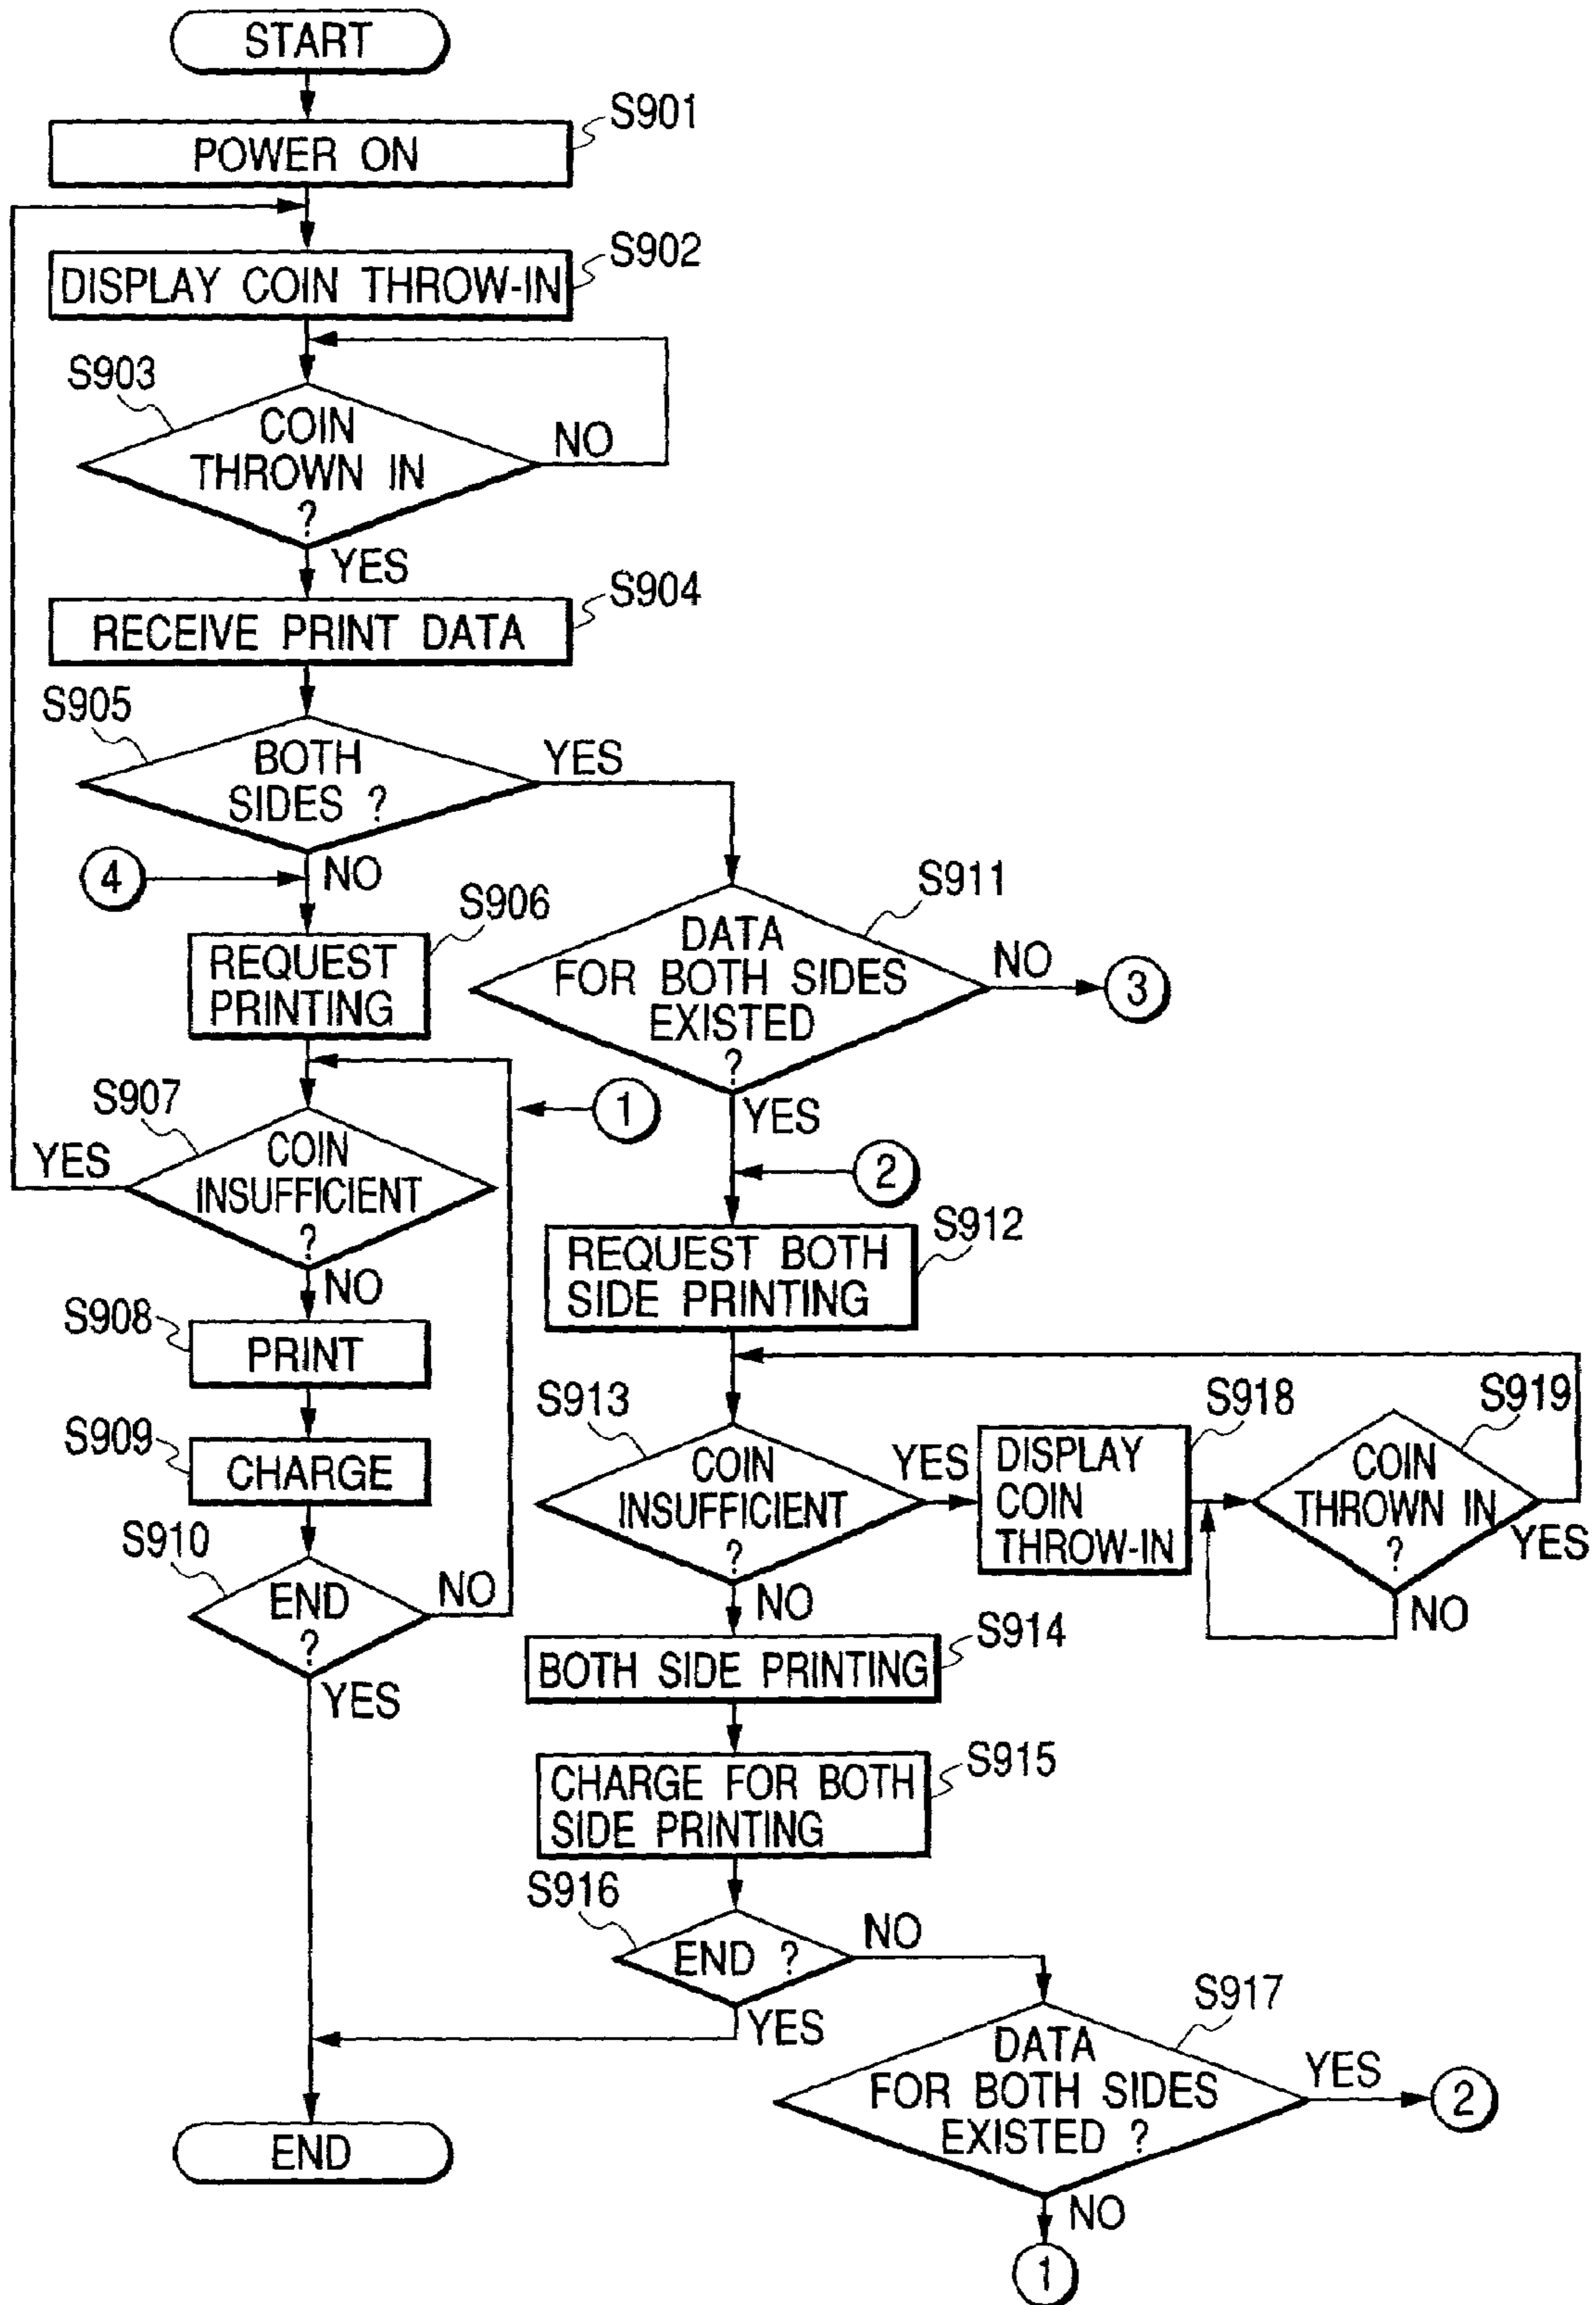 START
S901
POWER ON
S902
DISPLAY COIN THROW-IN
S903
COIN
THROWN IN
?
NO
YES
S904
RECEIVE PRINT DATA
S905
BOTH
SIDES ?
YES
NO
4
S906
REQUEST
PRINTING
S907
COIN
INSUFFICIENT
?
YES
NO
1
S908
PRINT
S909
CHARGE
S910
END
?
NO
YES
END
S911
DATA
FOR BOTH SIDES
EXISTED
?
NO
3
YES
2
S912
REQUEST BOTH
SIDE PRINTING
S913
COIN
INSUFFICIENT
?
YES
NO
S918
DISPLAY
COIN
THROW-IN
S919
COIN
THROWN IN
?
YES
NO
S914
BOTH SIDE PRINTING
S915
CHARGE FOR BOTH
SIDE PRINTING
S916
END ?
NO
YES
S917
DATA
FOR BOTH SIDES
EXISTED ?
YES
2
NO
1